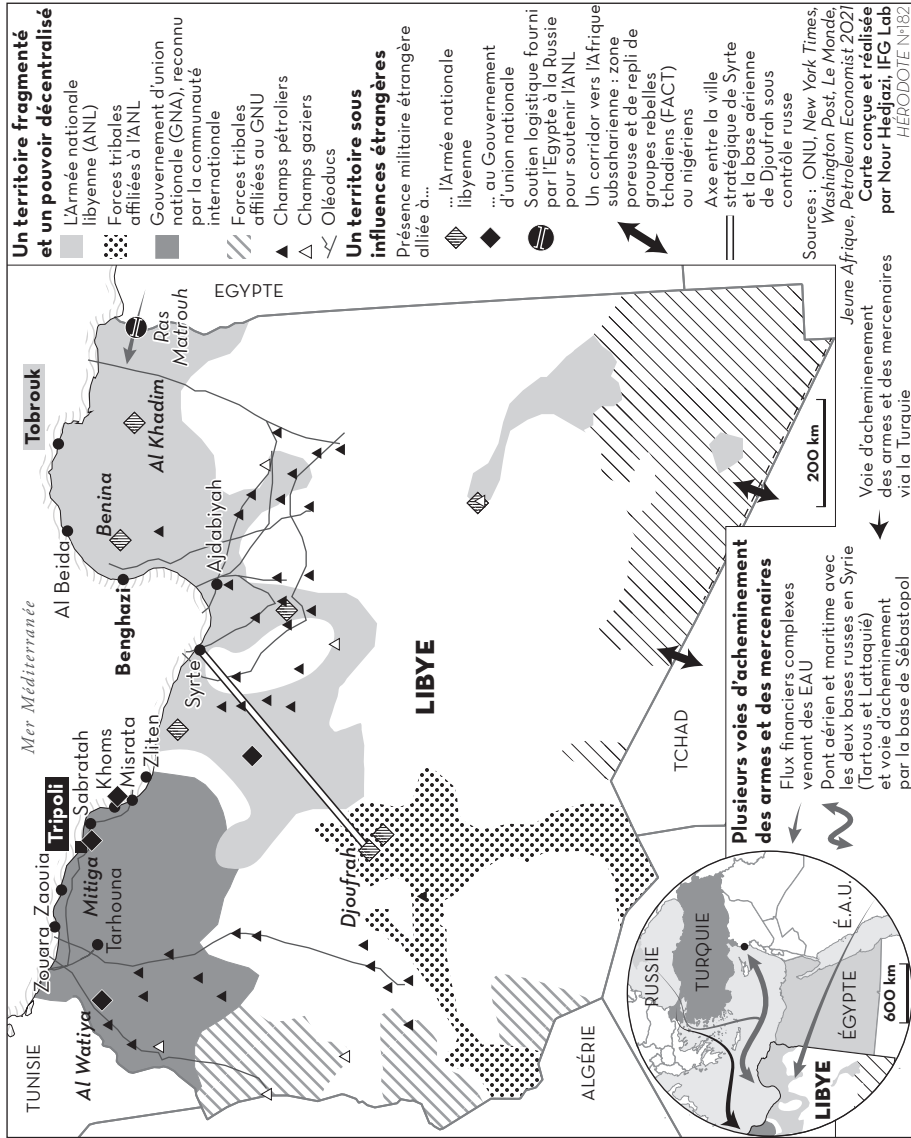 TUNISIE
Zouara
Zaouia
Tripoli
Sabratah
Khoms
Misrata
Zliten
Mitiga
Tarhouna
Al Watiya
Mer Méditerranée
Al Beida
Tobrouk
Benina
Benghazi
Al Khadim
Ras
Matrouh
EGYPTE
Ajdabiyah
Syrte
Djoufrah
LIBYE
ALGÉRIE
TCHAD
200 km
Un territoire fragmenté
et un pouvoir décentralisé
L'Armée nationale
libyenne (ANL)
Forces tribales
affiliées à l'ANL
Gouvernement d'union
nationale (GNA), reconnu
par la communauté
internationale
Forces tribales
affiliées au GNU
Champs pétroliers
Champs gaziers
Oléoducs
Un territoire sous
influences étrangères
Présence militaire étrangère
alliée à...
... l'Armée nationale
libyenne
... au Gouvernement
d'union nationale
Soutien logistique fourni
par l'Egypte à la Russie
pour soutenir l'ANL
Un corridor vers l'Afrique
subsaharienne : zone
poreuse et de repli de
groupes rebelles
tchadiens (FACT)
ou nigériens
Axe entre la ville
stratégique de Syrte
et la base aérienne
de Djoufrah sous
contrôle russe
Sources : ONU, New York Times,
Washington Post, Le Monde,
Jeune Afrique, Petroleum Economist 2021
Carte conçue et réalisée
par Nour Hedjazi, IFG Lab
HÉRODOTE N°182
Plusieurs voies d'acheminement
des armes et des mercenaires
Flux financiers complexes
venant des EAU
Pont aérien et maritime avec
les deux bases russes en Syrie
(Tartous et Lattaquié)
et voie d'acheminement
par la base de Sébastopol
Voie d'acheminenement
des armes et des mercenaires
via la Turquie
RUSSIE
TURQUIE
ÉGYPTE
É.A.U.
LIBYE
600 km